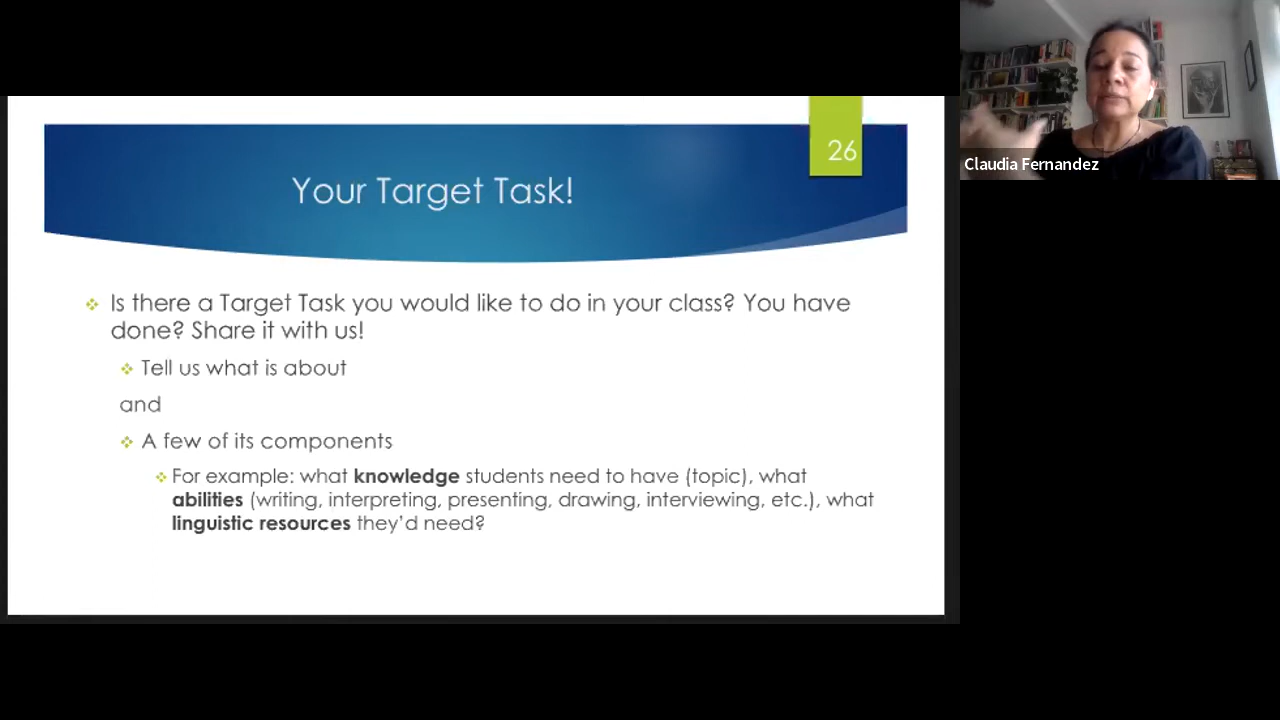 26
Your Target Task!
Is there a Target Task you would like to do in your class? You have
done? Share it with us!
Tell us what is about
and
A few of its components
For example: what knowledge students need to have (topic), what
abilities (writing, interpreting, presenting, drawing, interviewing, etc.), what
linguistic resources they'd need?
Claudia Fernandez